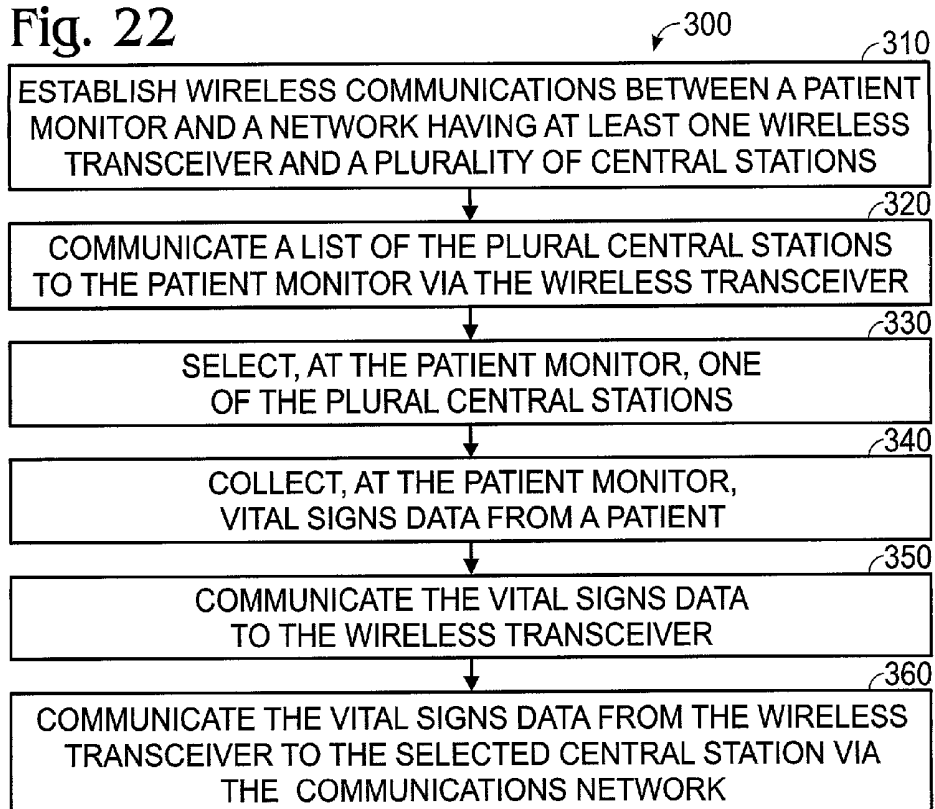 Fig. 22
300
310
ESTABLISH WIRELESS COMMUNICATIONS BETWEEN A PATIENT
MONITOR AND A NETWORK HAVING AT LEAST ONE WIRELESS
TRANSCEIVER AND A PLURALITY OF CENTRAL STATIONS
320
COMMUNICATE A LIST OF THE PLURAL CENTRAL STATIONS
TO THE PATIENT MONITOR VIA THE WIRELESS TRANSCEIVER
330
SELECT, AT THE PATIENT MONITOR, ONE
OF THE PLURAL CENTRAL STATIONS
340
COLLECT, AT THE PATIENT MONITOR,
VITAL SIGNS DATA FROM A PATIENT
350
COMMUNICATE THE VITAL SIGNS DATA
TO THE WIRELESS TRANSCEIVER
360
COMMUNICATE THE VITAL SIGNS DATA FROM THE WIRELESS
TRANSCEIVER TO THE SELECTED CENTRAL STATION VIA
THE COMMUNICATIONS NETWORK